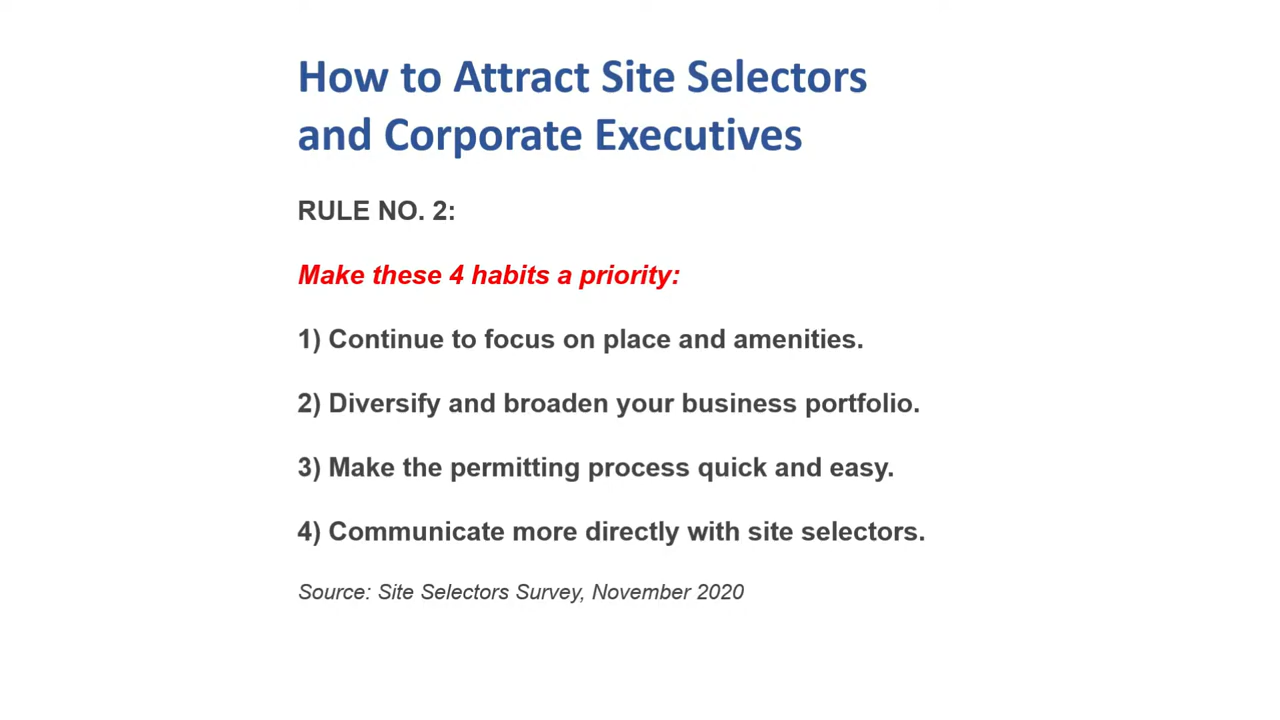 How to Attract Site Selectors
and Corporate Executives
RULE NO. 2:
Make these 4 habits a priority:
1) Continue to focus on place and amenities.
2) Diversify and broaden your business portfolio.
3) Make the permitting process quick and easy.
4) Communicate more directly with site selectors.
Source: Site Selectors Survey, November 2020